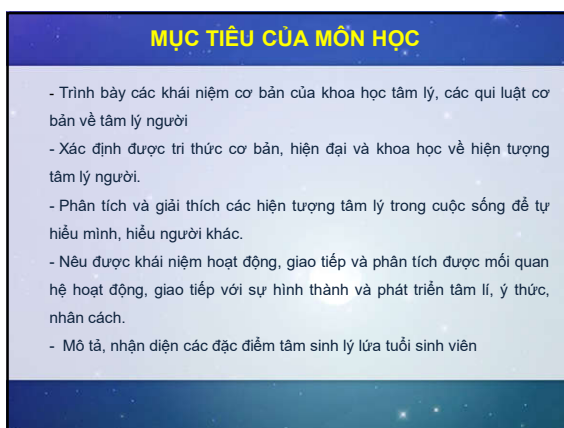 MỤC TIÊU CỦA MÔN HỌC
- Trình bày các khái niệm cơ bản của khoa học tâm lý, các qui luật cơ
bản về tâm lý người
- Xác định được tri thức cơ bản, hiện đại và khoa học về hiện tượng
tâm lý người.
- Phân tích và giải thích các hiện tượng tâm lý trong cuộc sống để tự
hiểu mình, hiểu người khác.
- Nêu được khái niệm hoạt động, giao tiếp và phân tích được mối quan
hệ hoạt động, giao tiếp với sự hình thành và phát triển tâm lí, ý thức,
nhân cách.
- Mô tả, nhận diện các đặc điểm tâm sinh lý lứa tuổi sinh viên